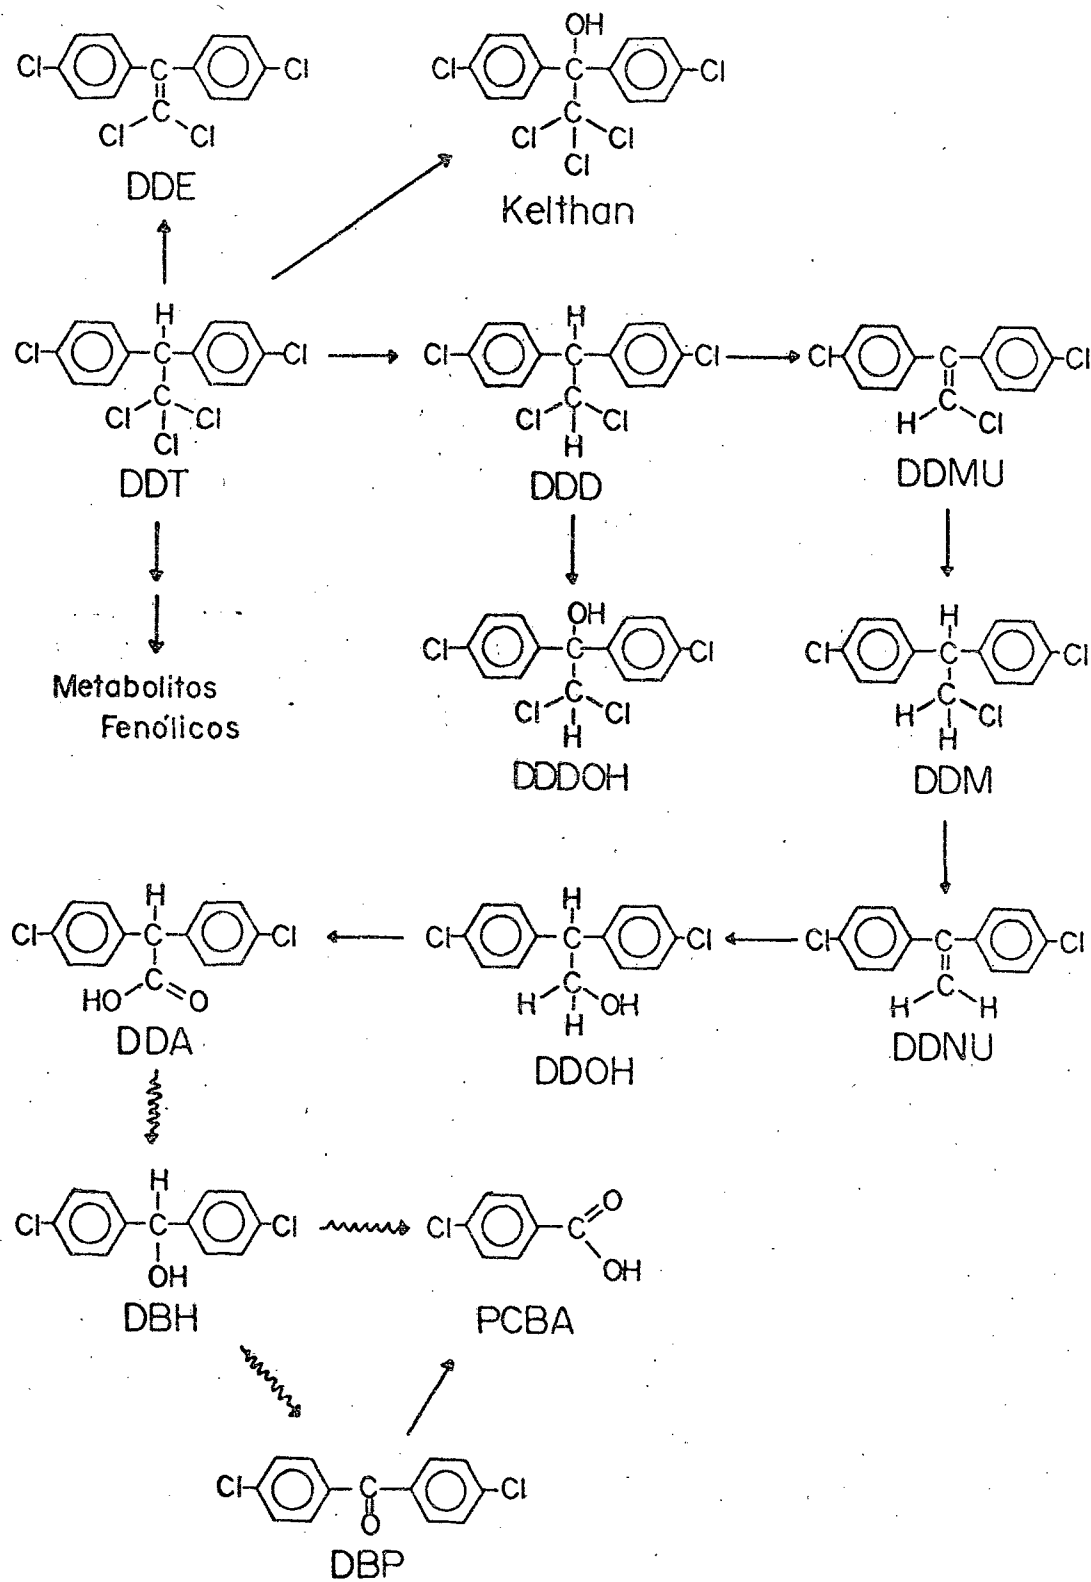 OH
Cl Cl Cl Cl
C C
C C
Cl Cl Cl Cl
Cl
DDE Kelthan
H H
Cl C Cl Cl C Cl Cl C Cl
C C C
Cl Cl Cl Cl H Cl
Cl H
DDT DDD DDMU
OH H
Cl C Cl Cl C Cl
C C
Cl Cl H Cl
H H
Metabolitos
Fenólicos
DDDOH DDM
H H
Cl C Cl Cl C Cl Cl C Cl
C C C
HO O H OH H H
H
DDA DDOH DDNU
H O
Cl C Cl Cl C
OH OH
DBH PCBA
Cl C Cl
O
DBP